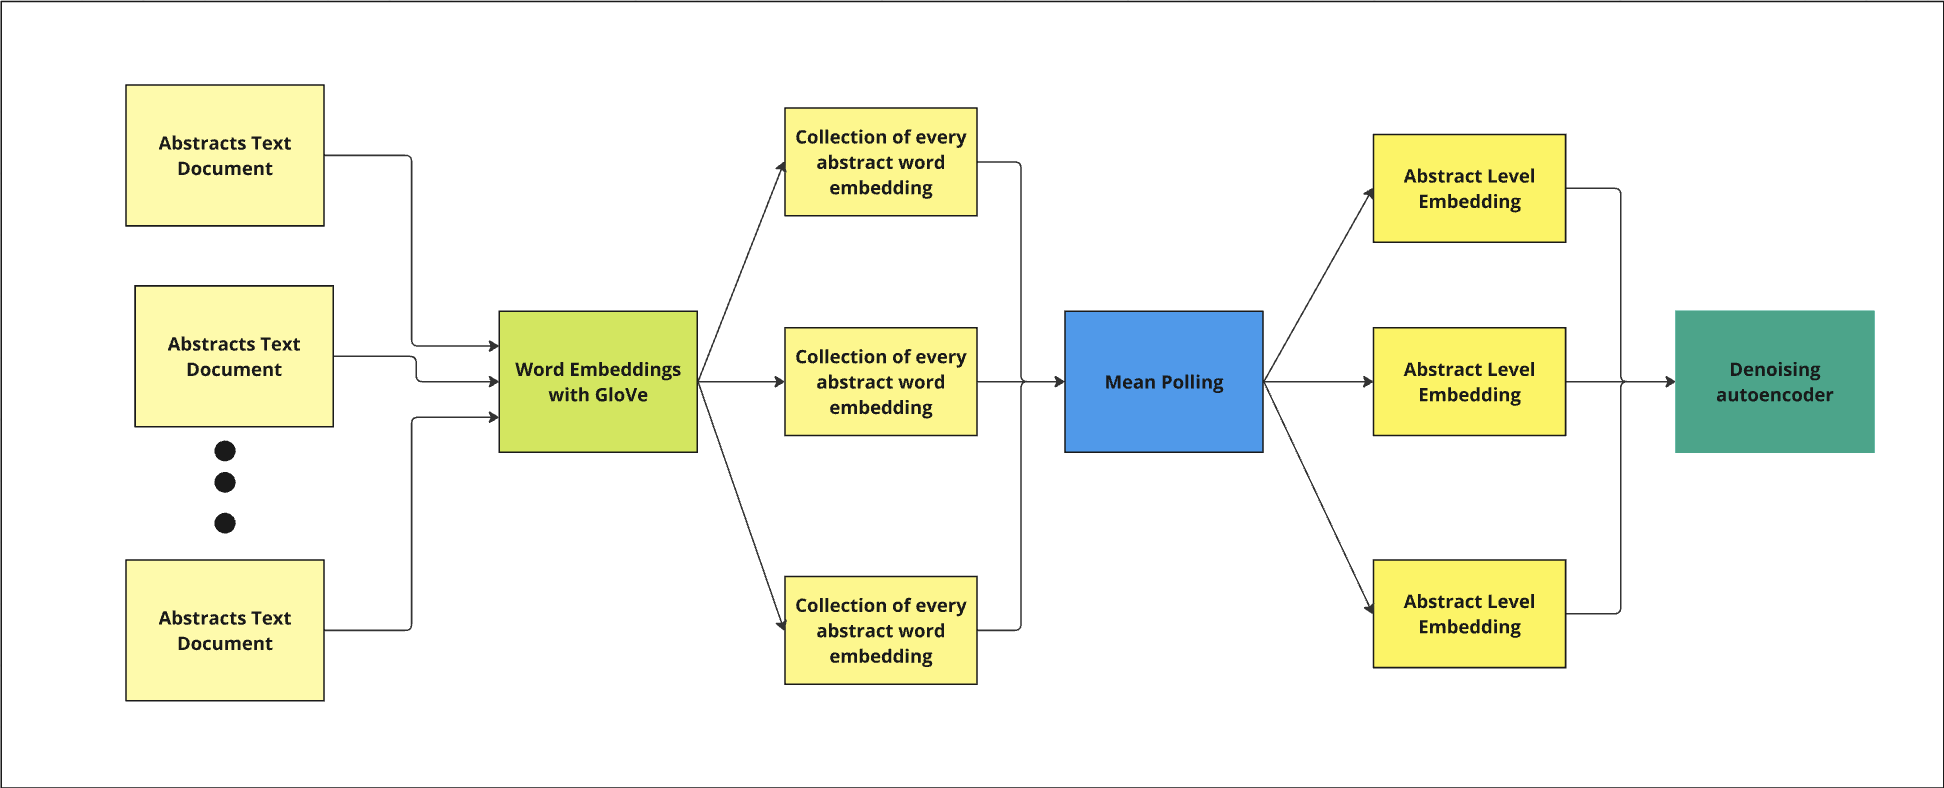 Abstracts Text
Document
Abstracts Text
Document
Abstracts Text
Document
Word Embeddings
with GloVe
Collection of every
abstract word
embedding
Collection of every
abstract word
embedding
Collection of every
abstract word
embedding
Mean Polling
Abstract Level
Embedding
Abstract Level
Embedding
Abstract Level
Embedding
Denoising
autoencoder